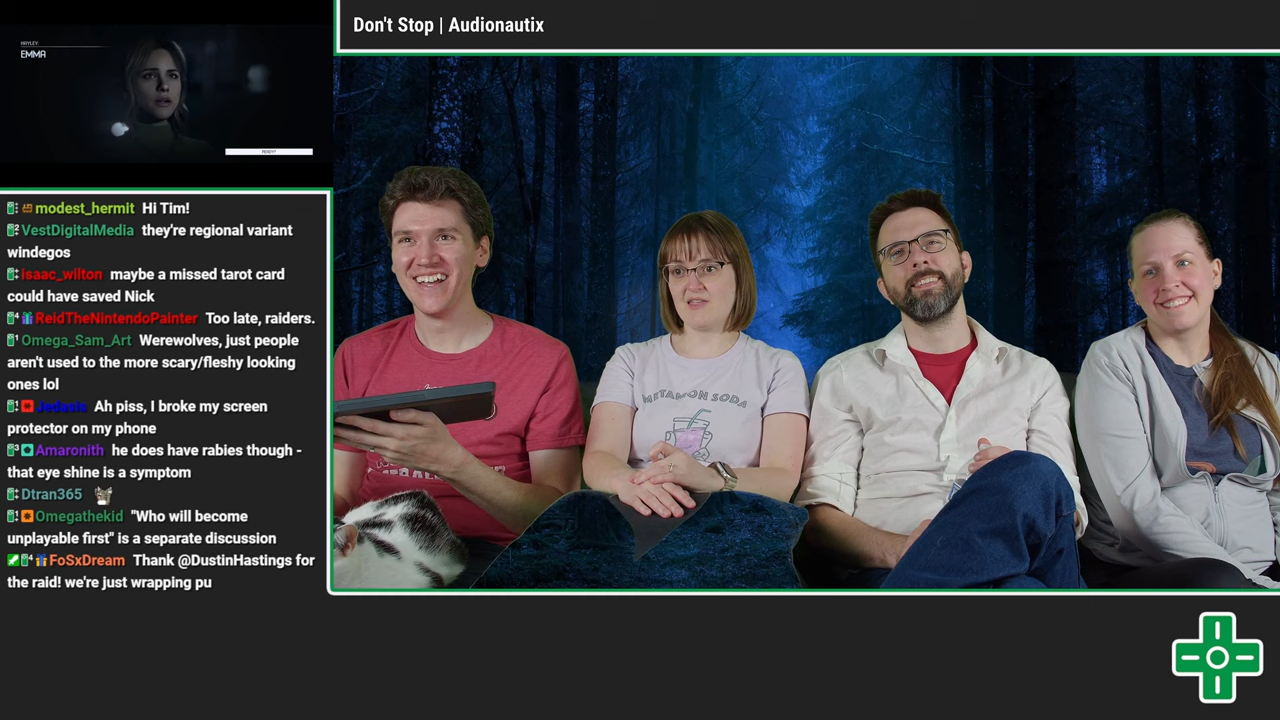 Don't Stop | Audionautix
HAYLEY
EMMA
READY?
modest_hermit Hi Tim!
VestDigitalMedia they're regional variant
windegos
isaac_wilton maybe a missed tarot card
could have saved Nick
ReidTheNintendoPainter Too late, raiders.
Omega_Sam_Art Werewolves, just people
aren't used to the more scary/fleshy looking
ones lol
Jedasis Ah piss, I broke my screen
protector on my phone
Amaronith he does have rabies though -
that eye shine is a symptom
Dtran365
Omegathekid "Who will become
unplayable first" is a separate discussion
FoSxDream Thank @DustinHastings for
the raid! we're just wrapping pu
METAMON SODA